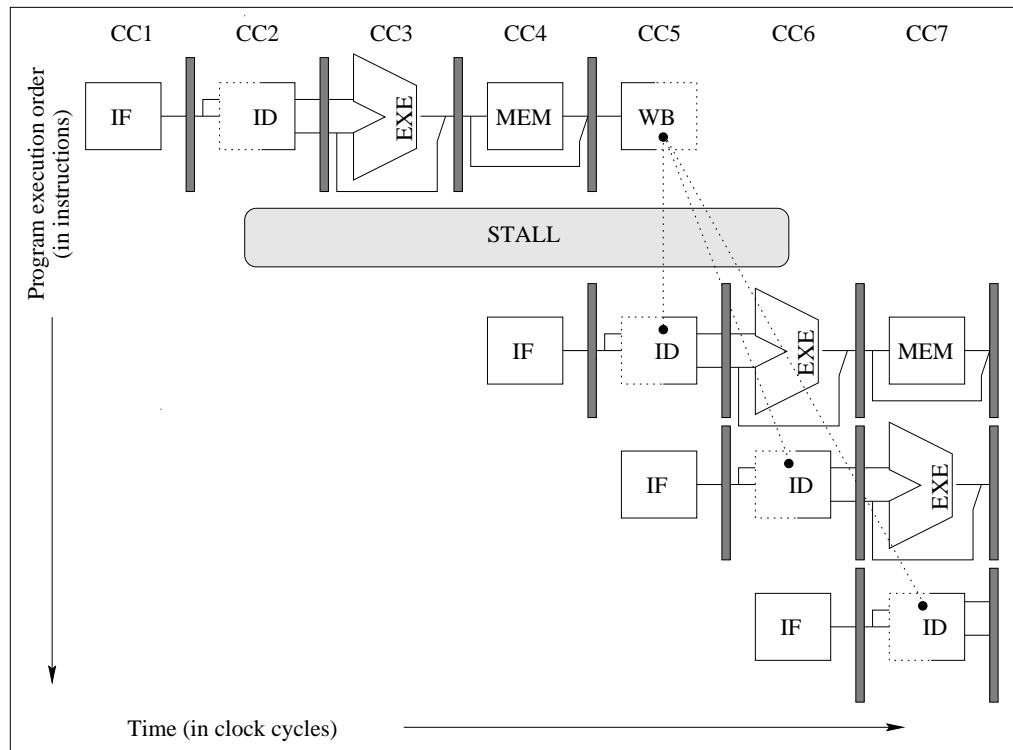 CC1 CC2 CC3 CC4 CC5 CC6 CC7
Program execution order
(in instructions)
IF ID EXE MEM WB
STALL
IF ID EXE MEM
IF ID EXE
IF ID
Time (in clock cycles)